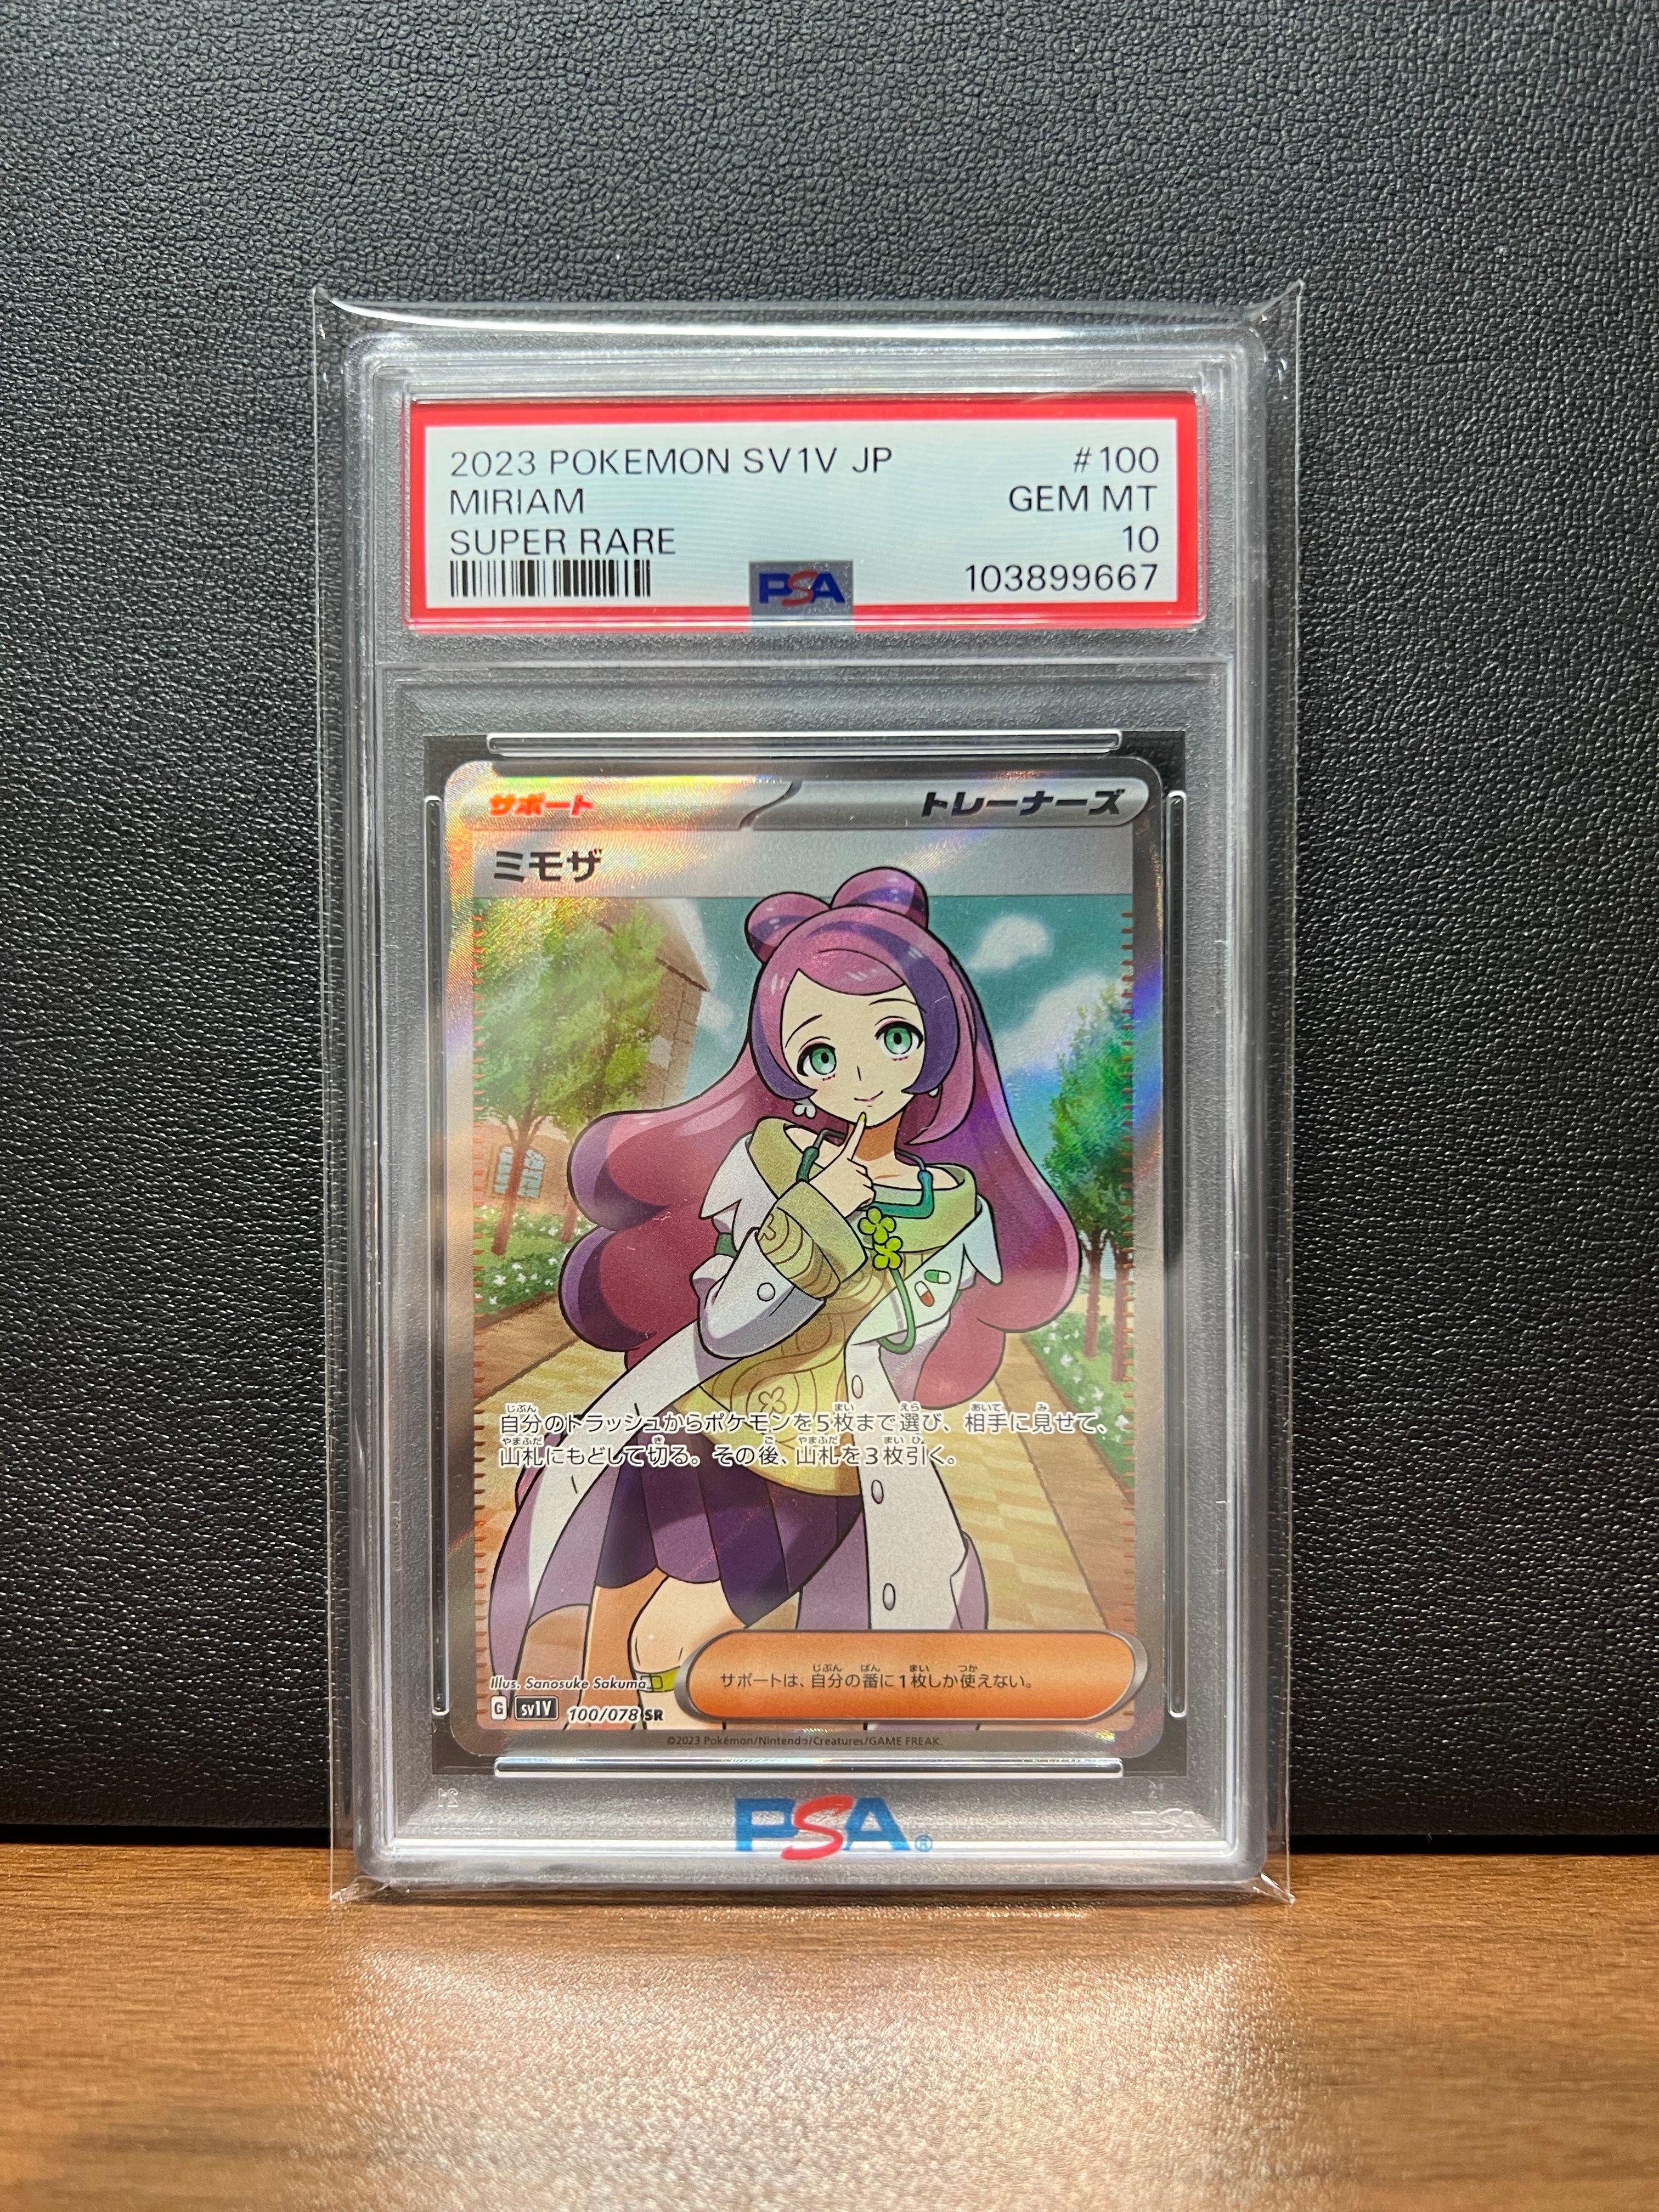 2023 POKEMON SV1V JP #100
MIRIAM GEM MT
SUPER RARE 10
PSA 103899667
サポート トレーナーズ
ミモザ
自分のトラッシュからポケモンを5枚まで選び、相手に見せて、
山札にもどして切る。その後、山札を3枚引く。
サポートは、自分の番に1枚しか使えない。
Illus. Sanosuke Sakuma
G sv1V 100/078 SR
©2023 Pokémon/Nintendo/Creatures/GAME FREAK.
PSA®